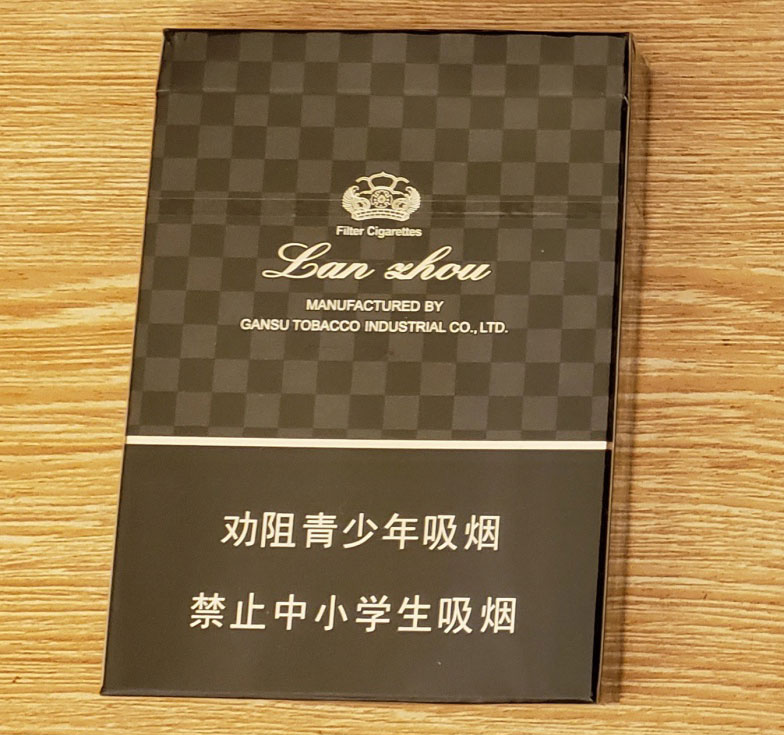 Filter Cigarettes
Lan zhou
MANUFACTURED BY
GANSU TOBACCO INDUSTRIAL CO., LTD.
劝阻青少年吸烟
禁止中小学生吸烟